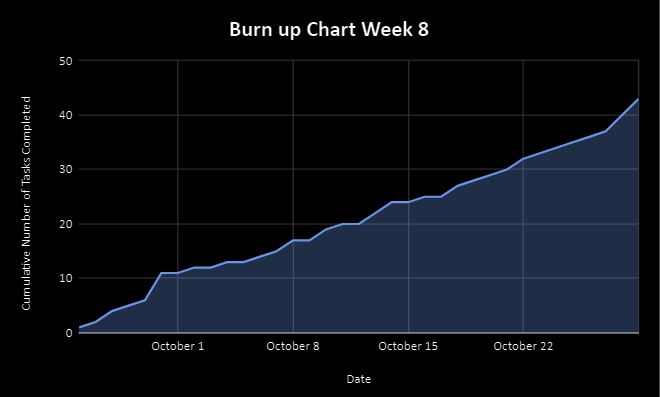 Burn up Chart Week 8
Cumulative Number of Tasks Completed
50
40
30
20
10
0
October 1
October 8
October 15
October 22
Date